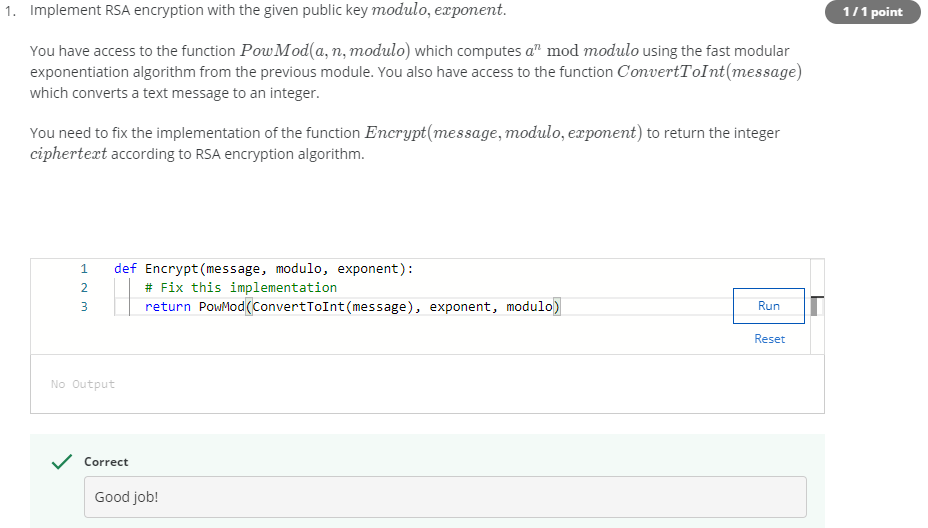 1. Implement RSA encryption with the given public key modulo, exponent.
1 / 1 point
You have access to the function PowMod(a, n, modulo) which computes aⁿ mod modulo using the fast modular
exponentiation algorithm from the previous module. You also have access to the function ConvertToInt(message)
which converts a text message to an integer.
You need to fix the implementation of the function Encrypt(message, modulo, exponent) to return the integer
ciphertext according to RSA encryption algorithm.
1 def Encrypt(message, modulo, exponent):
2 # Fix this implementation
3 return PowMod(ConvertToInt(message), exponent, modulo)
Run
Reset
No Output
Correct
Good job!